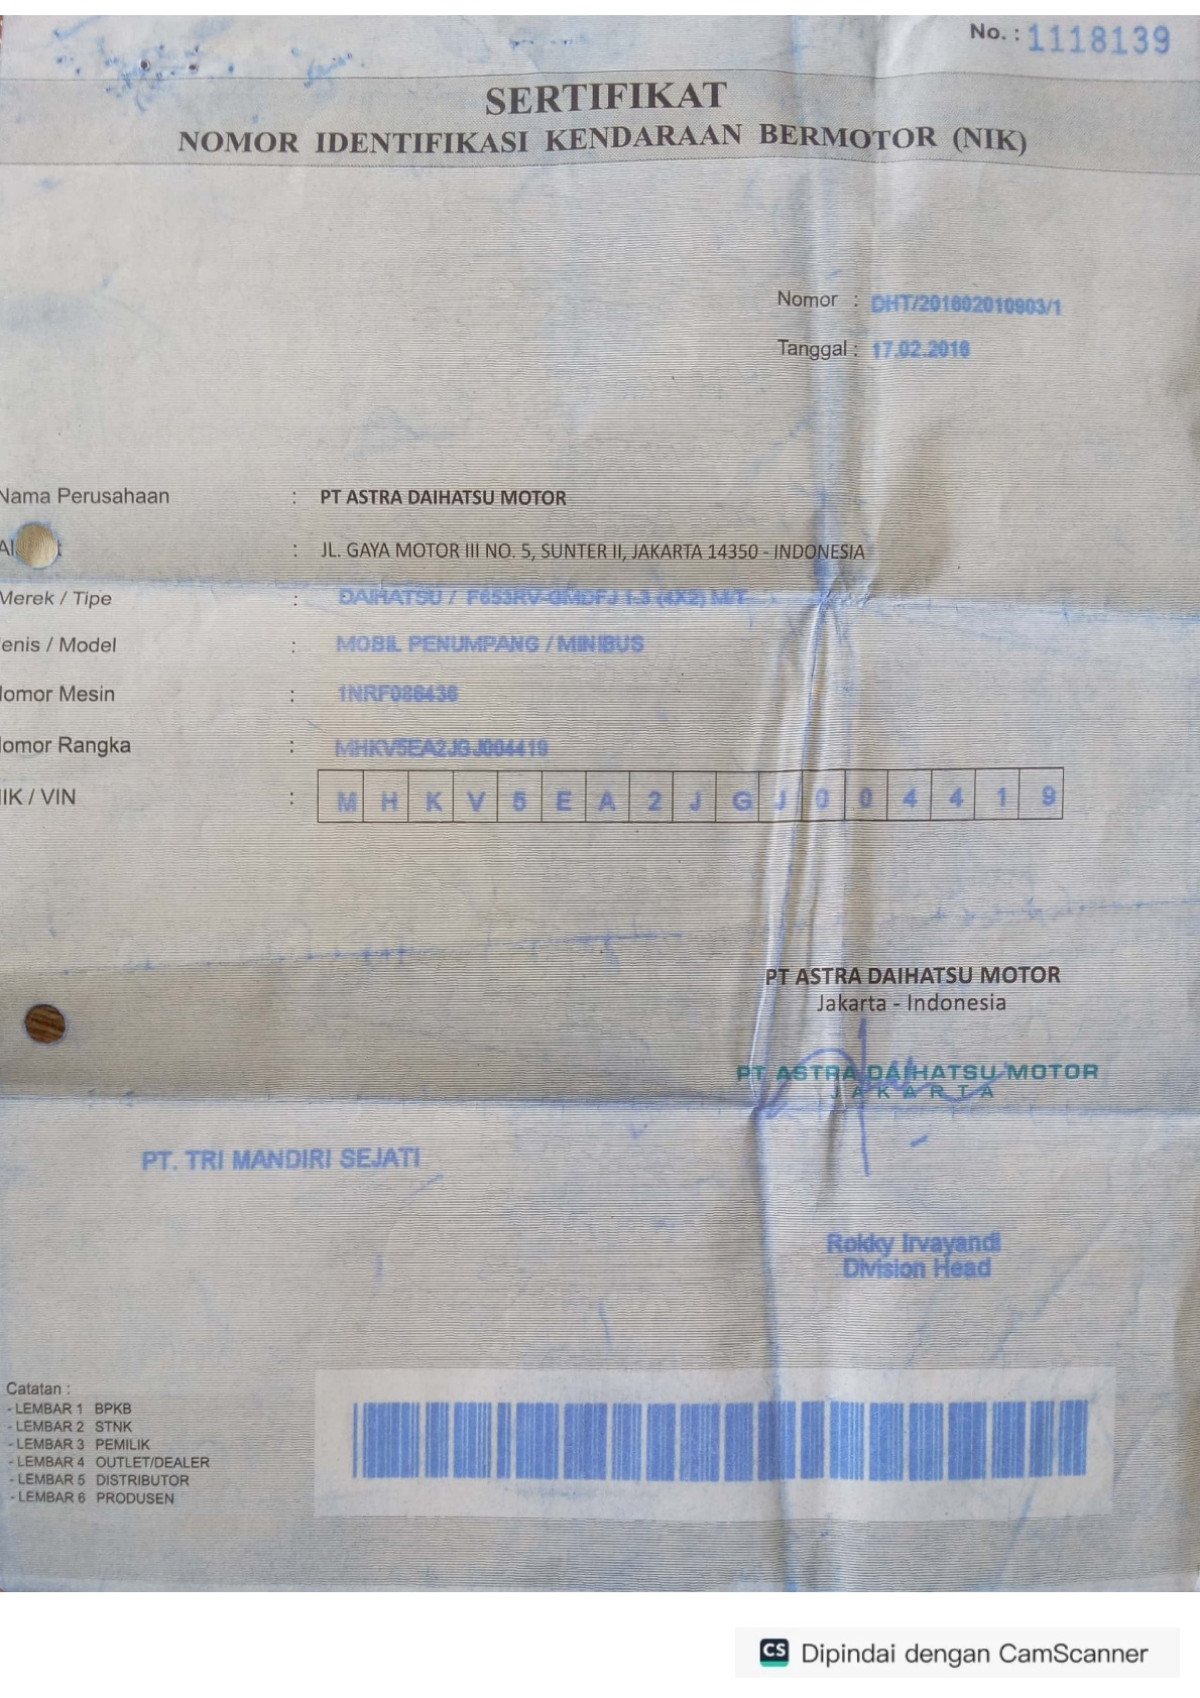 No. : 1118139
SERTIFIKAT
NOMOR IDENTIFIKASI KENDARAAN BERMOTOR (NIK)
Nomor : DHT/201602010903/1
Tanggal : 17.02.2016
Nama Perusahaan : PT ASTRA DAIHATSU MOTOR
: JL. GAYA MOTOR III NO. 5, SUNTER II, JAKARTA 14350 - INDONESIA
Merek / Tipe : DAIHATSU / F653RV-GMDFJ 1.3 (4X2) M/T
enis / Model : MOBIL PENUMPANG / MINIBUS
omor Mesin : 1NRF086436
omor Rangka : MHKV5EA2JGJ004419
IK / VIN : M H K V 5 E A 2 J G J 0 0 4 4 1 9
PT ASTRA DAIHATSU MOTOR
Jakarta - Indonesia
PT ASTRA DAIHATSU MOTOR
JAKARTA
PT. TRI MANDIRI SEJATI
Rokky Irvayandi
Division Head
Catatan :
- LEMBAR 1 BPKB
- LEMBAR 2 STNK
- LEMBAR 3 PEMILIK
- LEMBAR 4 OUTLET/DEALER
- LEMBAR 5 DISTRIBUTOR
- LEMBAR 6 PRODUSEN
CS Dipindai dengan CamScanner